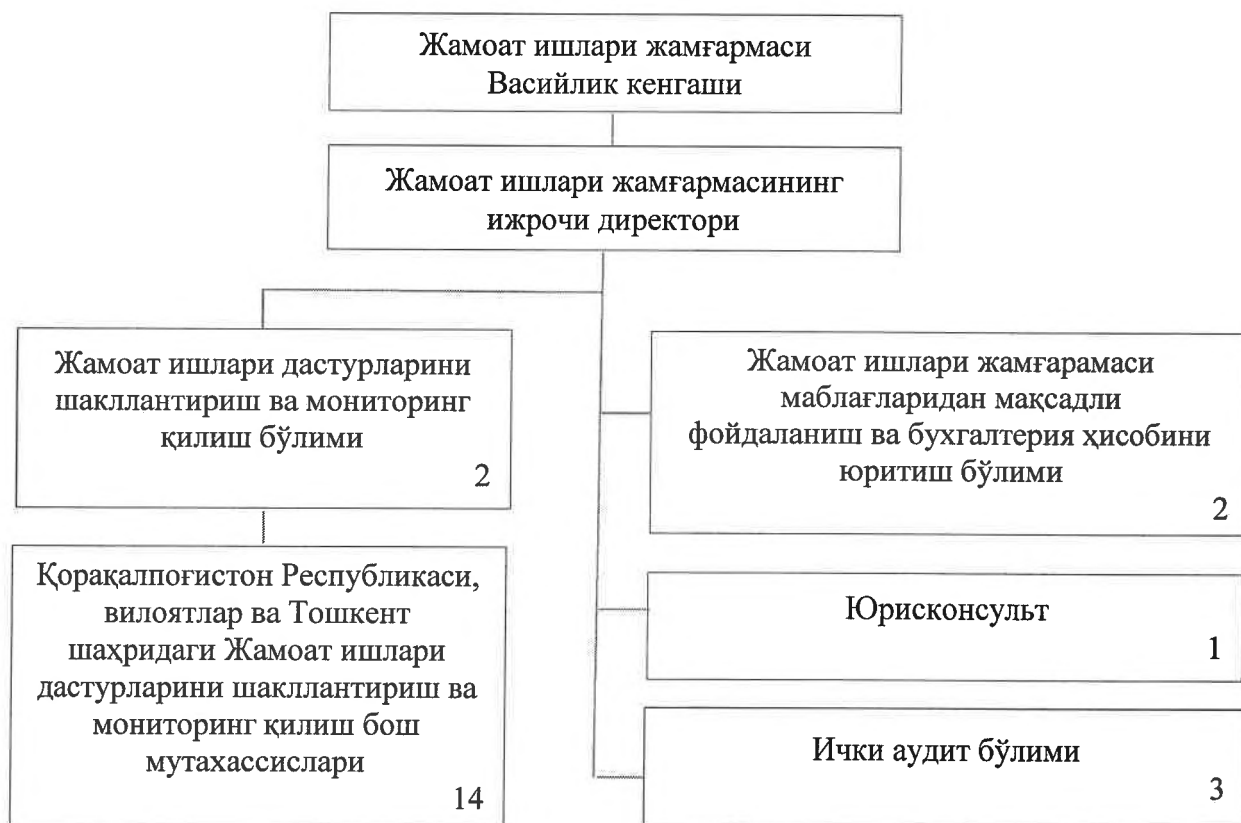 Жамоат ишлари жамғармаси
Васийлик кенгаши
Жамоат ишлари жамғармасининг
ижрочи директори
Жамоат ишлари дастурларини
шакллантириш ва мониторинг
қилиш бўлими
2
Қорақалпоғистон Республикаси,
вилоятлар ва Тошкент
шаҳридаги Жамоат ишлари
дастурларини шакллантириш ва
мониторинг қилиш бош
мутахассислари
14
Жамоат ишлари жамғарамаси
маблағларидан мақсадли
фойдаланиш ва бухгалтерия ҳисобини
юритиш бўлими
2
Юрисконсульт
1
Ички аудит бўлими
3